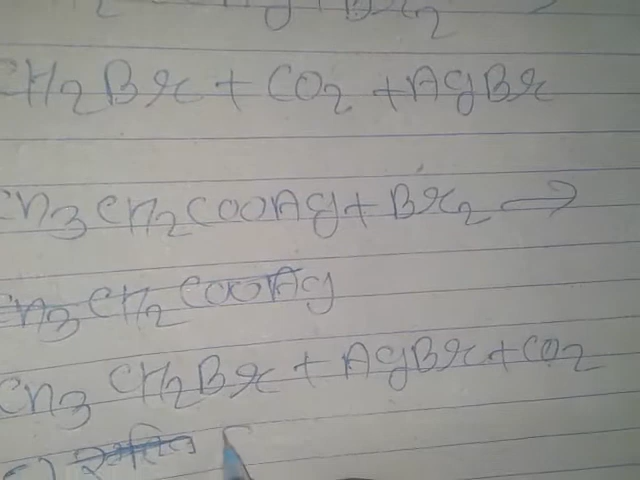 CH2Br + CO2 + AgBr
CH3CH2COOAg + Br2 →
CH3CH2COOAg
CH3CH2Br + AgBr + CO2